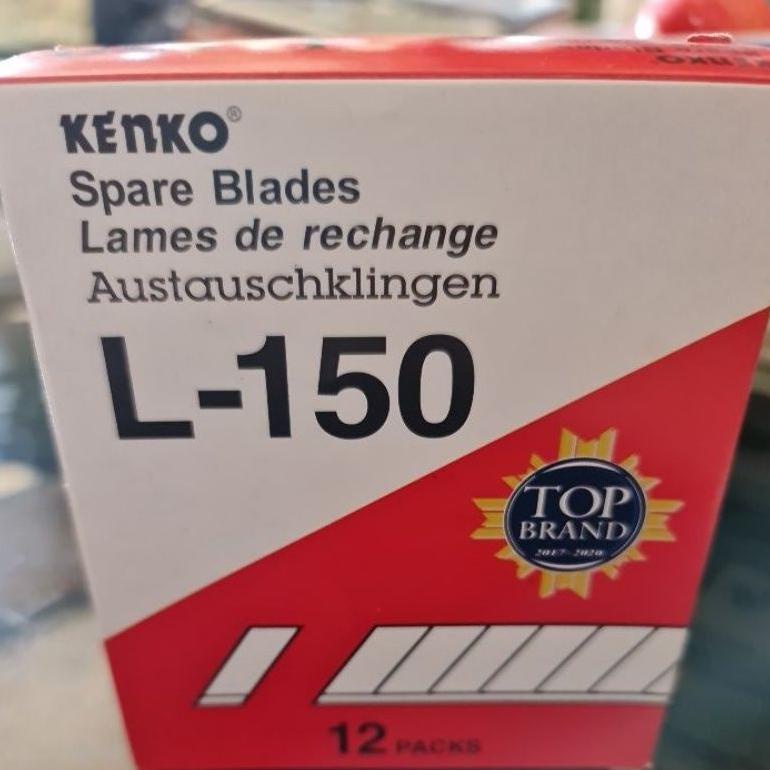 KENKO®
Spare Blades
Lames de rechange
Austauschklingen
L-150
TOP
BRAND
2017-2020
12 PACKS